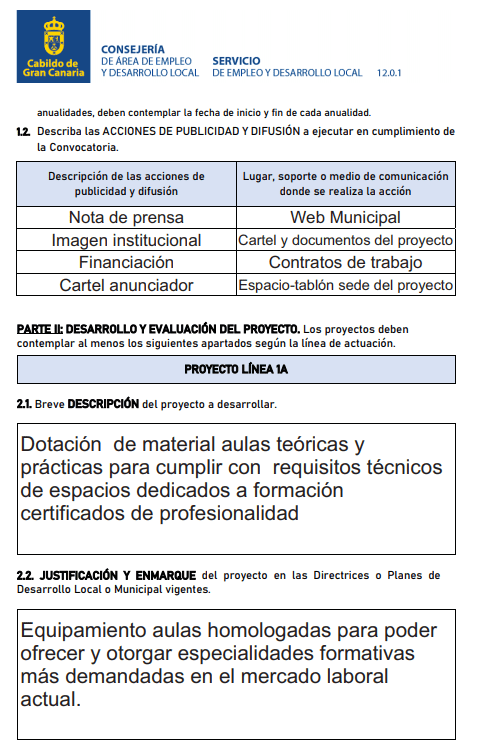 Cabildo de
Gran Canaria
CONSEJERÍA
DE ÁREA DE EMPLEO
Y DESARROLLO LOCAL
SERVICIO
DE EMPLEO Y DESARROLLO LOCAL
12.0.1
anualidades, deben contemplar la fecha de inicio y fin de cada anualidad.
1.2. Describa las ACCIONES DE PUBLICIDAD Y DIFUSIÓN a ejecutar en cumplimiento de
la Convocatoria.
Descripción de las acciones de
publicidad y difusión
Lugar, soporte o medio de comunicación
donde se realiza la acción
Nota de prensa
Web Municipal
Imagen institucional
Cartel y documentos del proyecto
Financiación
Contratos de trabajo
Cartel anunciador
Espacio-tablón sede del proyecto
PARTE II: DESARROLLO Y EVALUACIÓN DEL PROYECTO. Los proyectos deben
contemplar al menos los siguientes apartados según la línea de actuación.
PROYECTO LÍNEA 1A
2.1. Breve DESCRIPCIÓN del proyecto a desarrollar.
Dotación de material aulas teóricas y
prácticas para cumplir con requisitos técnicos
de espacios dedicados a formación
certificados de profesionalidad
2.2. JUSTIFICACIÓN Y ENMARQUE del proyecto en las Directrices o Planes de
Desarrollo Local o Municipal vigentes.
Equipamiento aulas homologadas para poder
ofrecer y otorgar especialidades formativas
más demandadas en el mercado laboral
actual.